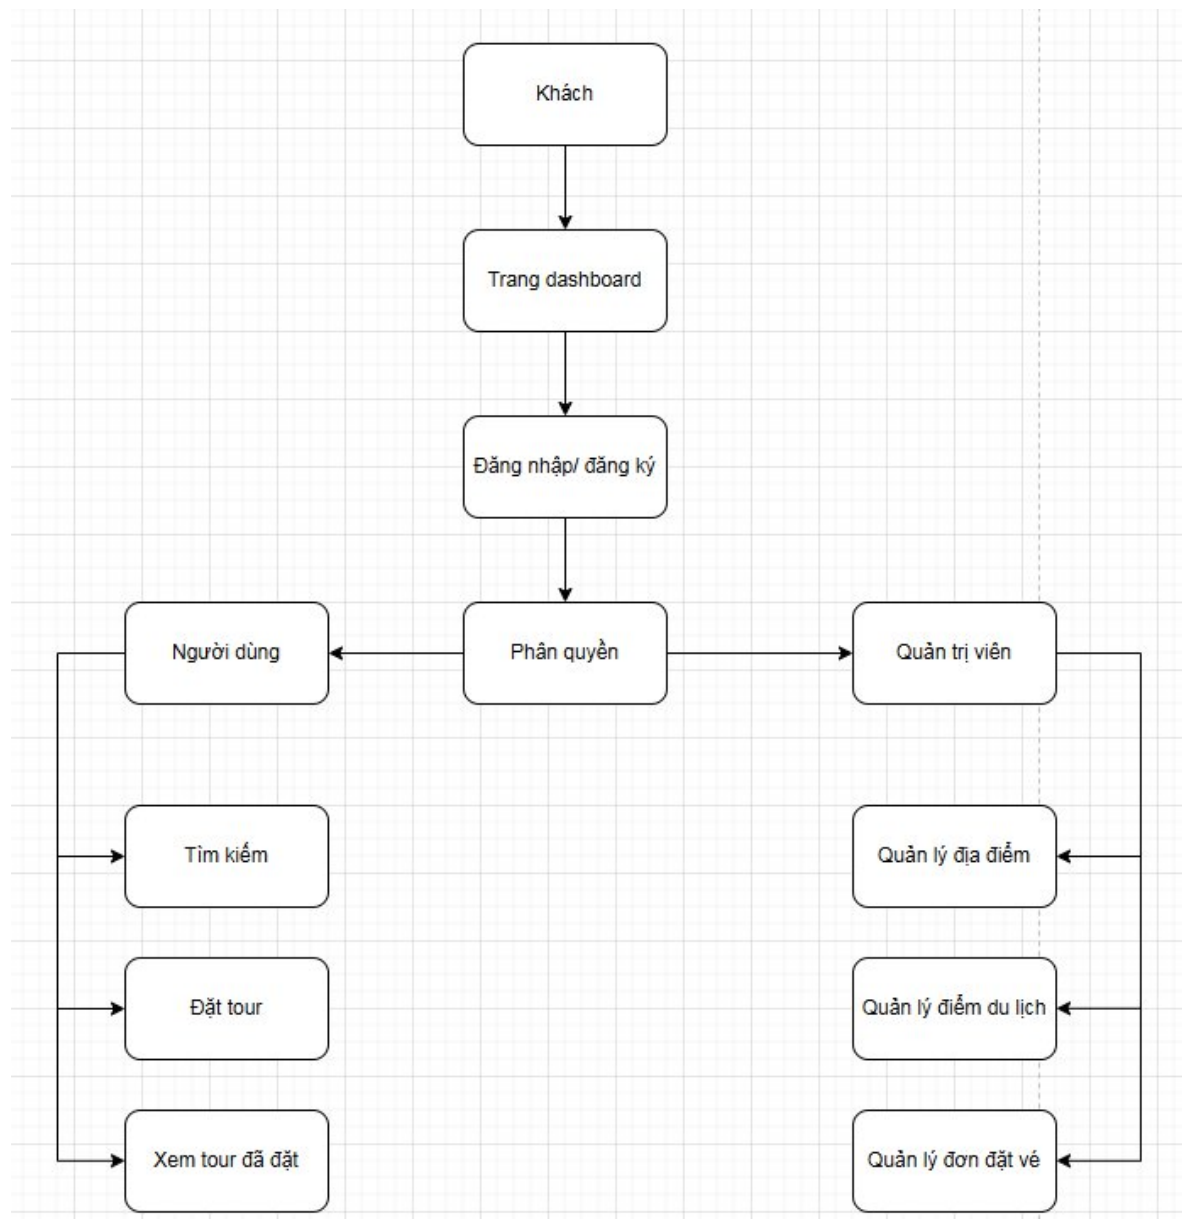 Khách
Trang dashboard
Đăng nhập/ đăng ký
Người dùng
Phân quyền
Quản trị viên
Tìm kiếm
Quản lý địa điểm
Đặt tour
Quản lý điểm du lịch
Xem tour đã đặt
Quản lý đơn đặt vé